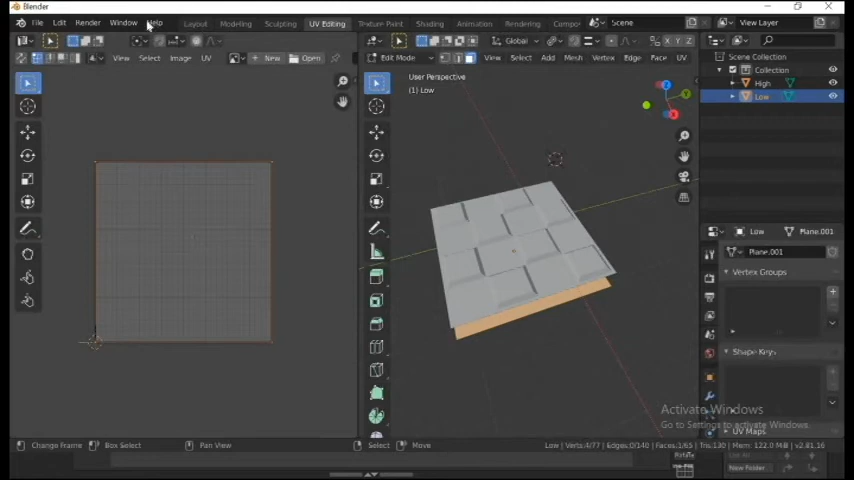 Blender
File Edit Render Window Help
Layout Modeling Sculpting UV Editing Texture Paint Shading Animation Rendering Compos
Scene
View Layer
View Select Image UV
New
Open
Global
X Y Z
Edit Mode
View Select Add Mesh Vertex Edge Face UV
User Perspective
(1) Low
Z
Y
X
Scene Collection
Collection
High
Low
Low
Plane.001
Plane.001
Vertex Groups
Shape Keys
UV Maps
Activate Windows
Go to Settings to activate Windows.
Change Frame Box Select Pan View Select Move
Low | Verts:4/77 | Edges:0/140 | Faces:1/65 | Tris:130 | Mem: 122.0 MiB | v2.81.16
Rotate
New Folder